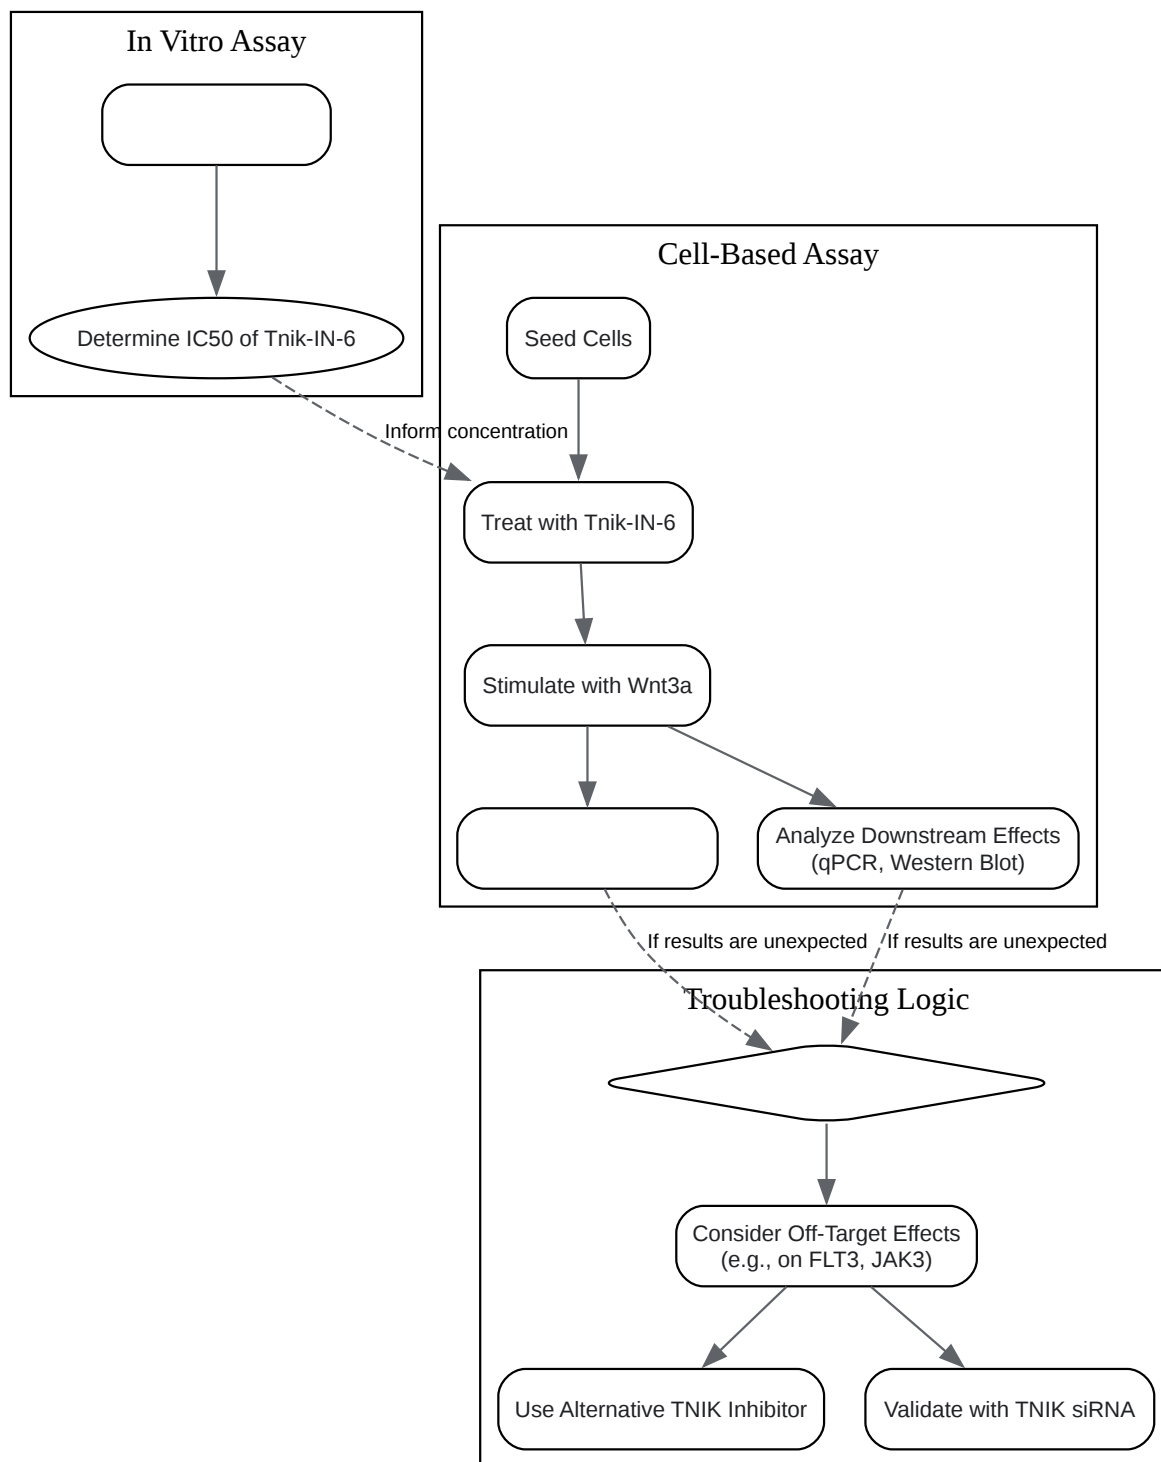 In Vitro Assay
Determine IC50 of Tnik-IN-6
Cell-Based Assay
Seed Cells
Inform concentration
Treat with Tnik-IN-6
Stimulate with Wnt3a
Analyze Downstream Effects
(qPCR, Western Blot)
If results are unexpected
If results are unexpected
Troubleshooting Logic
Consider Off-Target Effects
(e.g., on FLT3, JAK3)
Use Alternative TNIK Inhibitor
Validate with TNIK siRNA